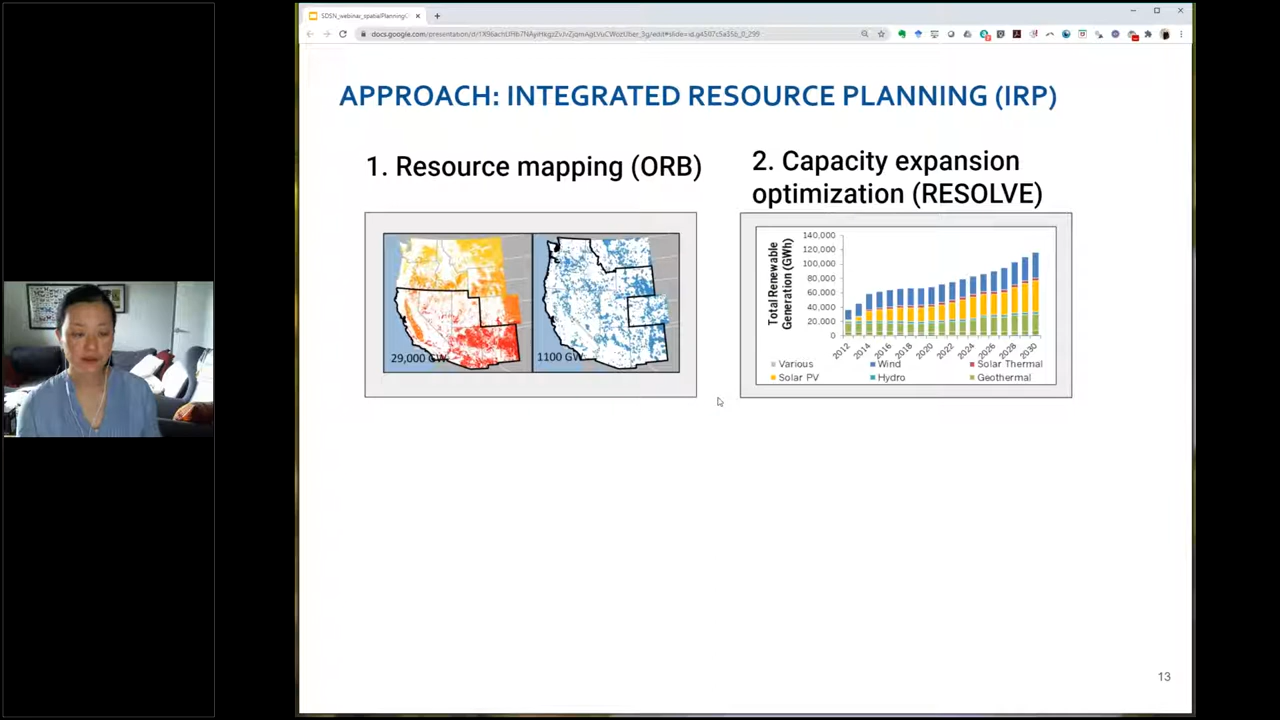 SDSN_webinar_spatialPlanning
APPROACH: INTEGRATED RESOURCE PLANNING (IRP)
1. Resource mapping (ORB)
29,000 GW
1100 GW
2. Capacity expansion
optimization (RESOLVE)
Total Renewable
Generation (GWh)
140,000
120,000
100,000
80,000
60,000
40,000
20,000
0
2012 2014 2016 2018 2020 2022 2024 2026 2028 2030
Various Wind Solar Thermal
Solar PV Hydro Geothermal
13